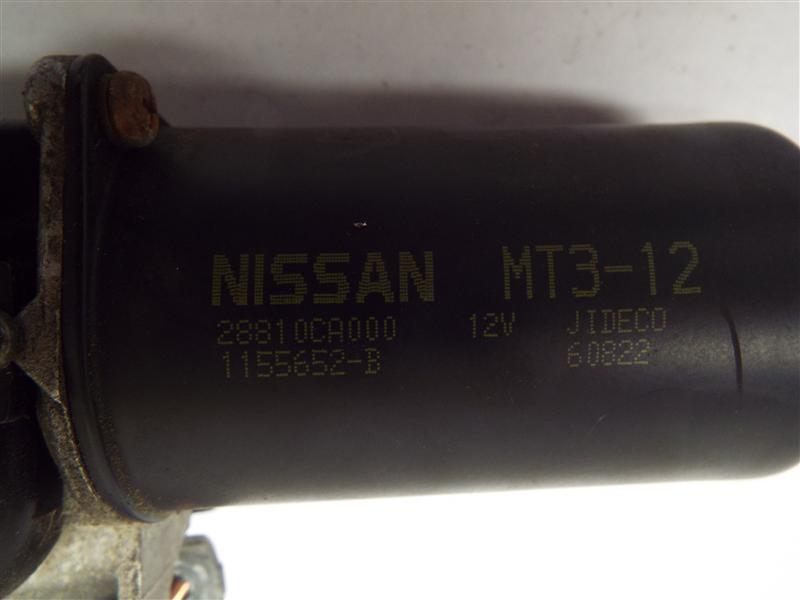 NISSAN MT3-12
28810CA000 12V JIDECO
1155652-B 60822